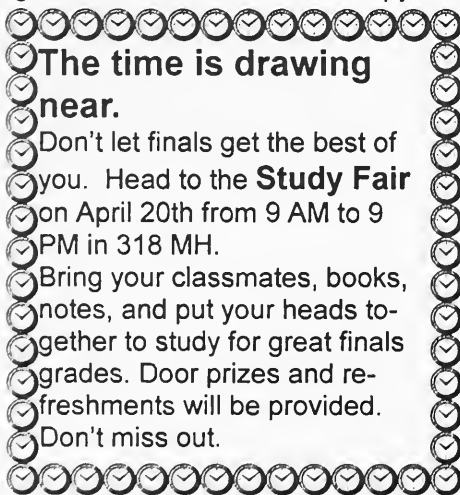 The time is drawing
near.
Don't let finals get the best of
you. Head to the Study Fair
on April 20th from 9 AM to 9
PM in 318 MH.
Bring your classmates, books,
notes, and put your heads to-
gether to study for great finals
grades. Door prizes and re-
freshments will be provided.
Don't miss out.